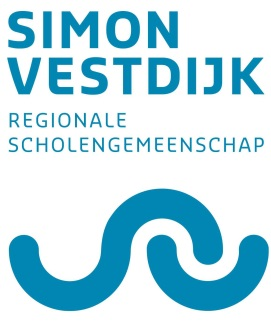 SIMON
VESTDIJK
REGIONALE
SCHOLENGEMEENSCHAP